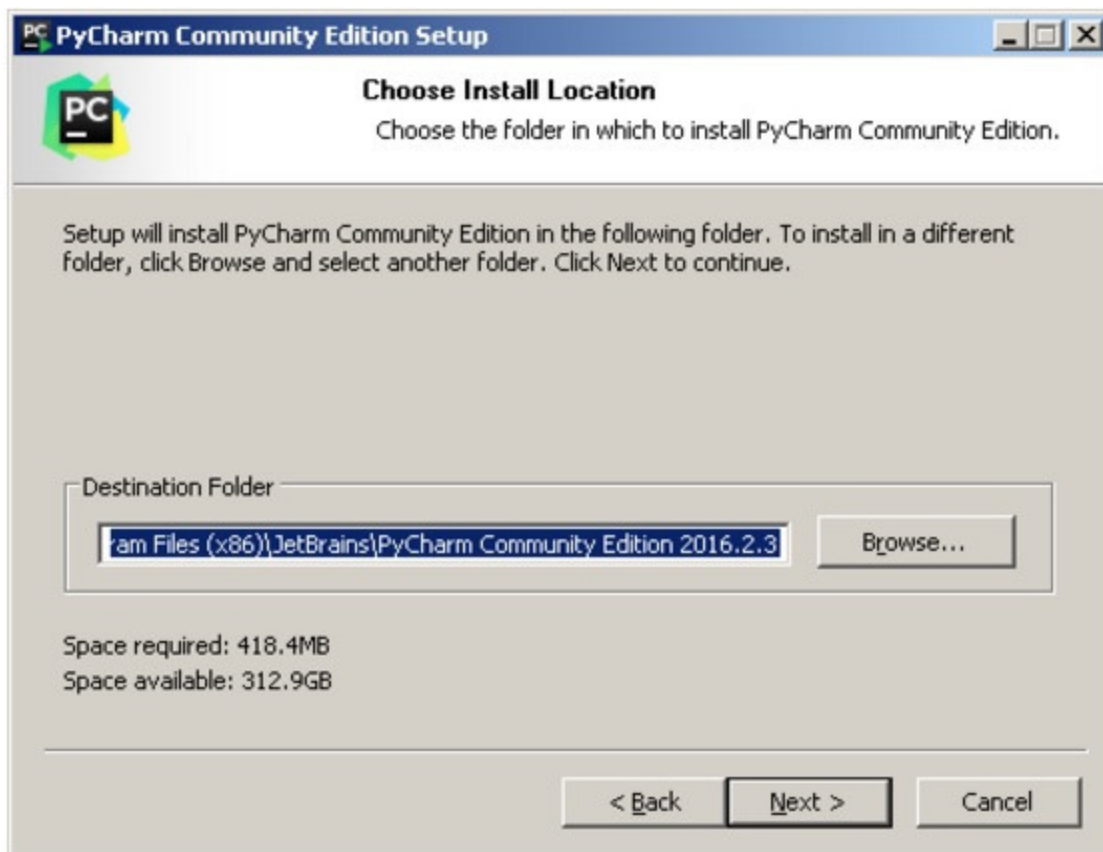 PC PyCharm Community Edition Setup
PC
Choose Install Location
Choose the folder in which to install PyCharm Community Edition.
Setup will install PyCharm Community Edition in the following folder. To install in a different
folder, click Browse and select another folder. Click Next to continue.
Destination Folder
ram Files (x86)\JetBrains\PyCharm Community Edition 2016.2.3
Browse...
Space required: 418.4MB
Space available: 312.9GB
< Back
Next >
Cancel